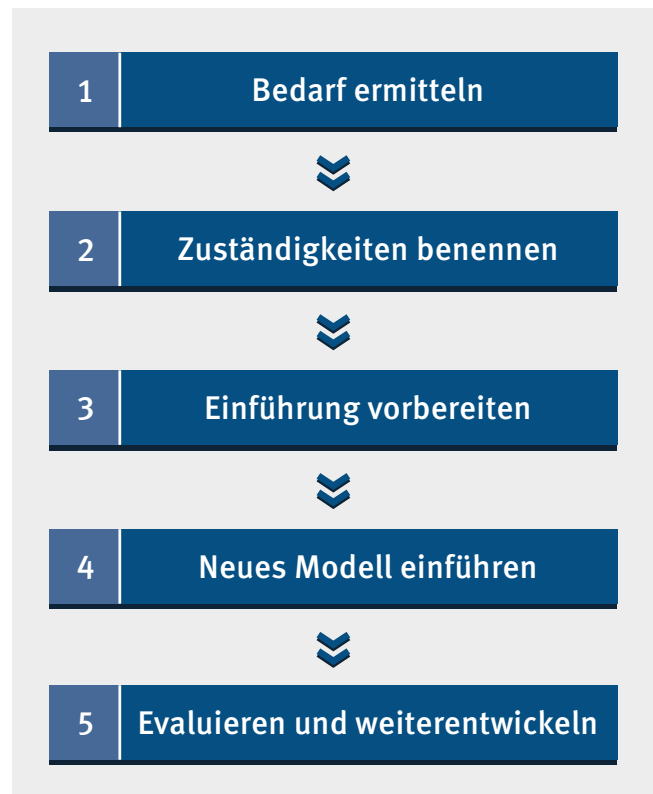 1 Bedarf ermitteln
2 Zuständigkeiten benennen
3 Einführung vorbereiten
4 Neues Modell einführen
5 Evaluieren und weiterentwickeln